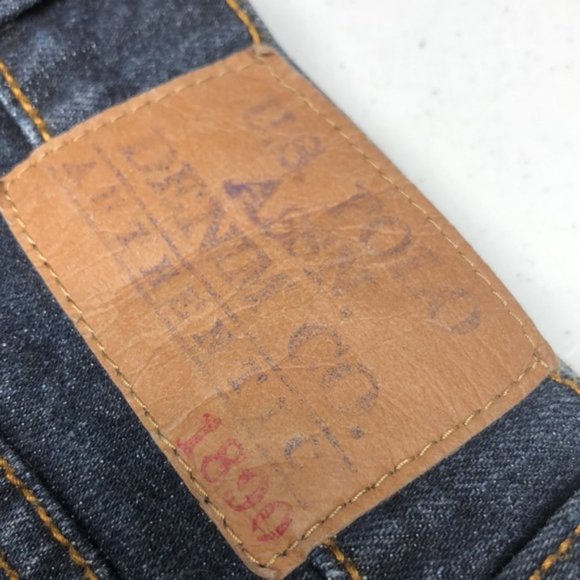 U.S. POLO
ASSN.
DENIM CO.
AUTHENTIC
1890